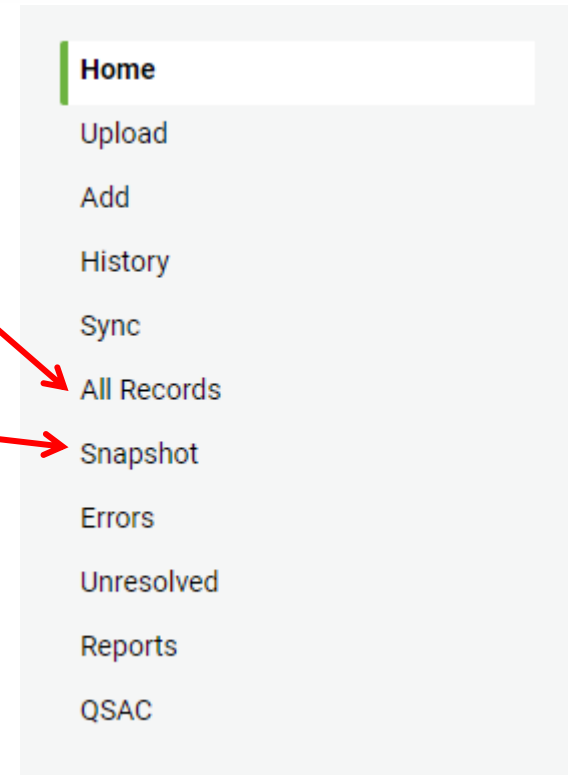 Home
Upload
Add
History
Sync
All Records
Snapshot
Errors
Unresolved
Reports
QSAC